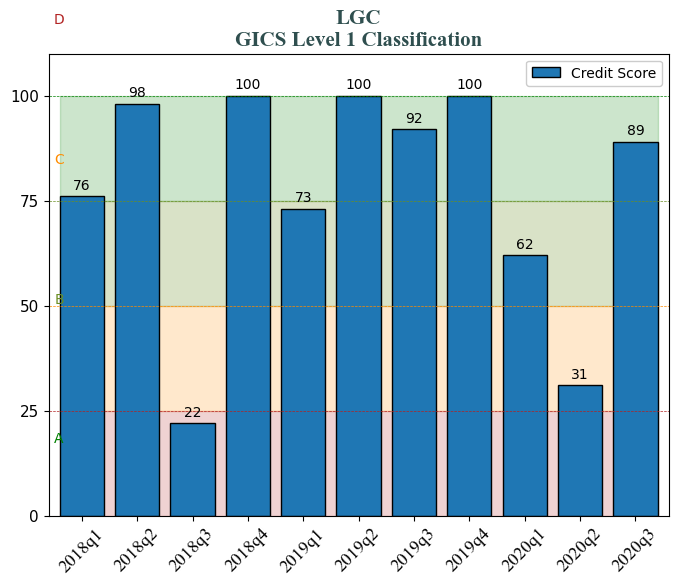 D
LGC
GICS Level 1 Classification
Credit Score
100
98
100
100
100
92
89
C
76
75
73
62
B
50
31
25
22
A
0
2018q1
2018q2
2018q3
2018q4
2019q1
2019q2
2019q3
2019q4
2020q1
2020q2
2020q3